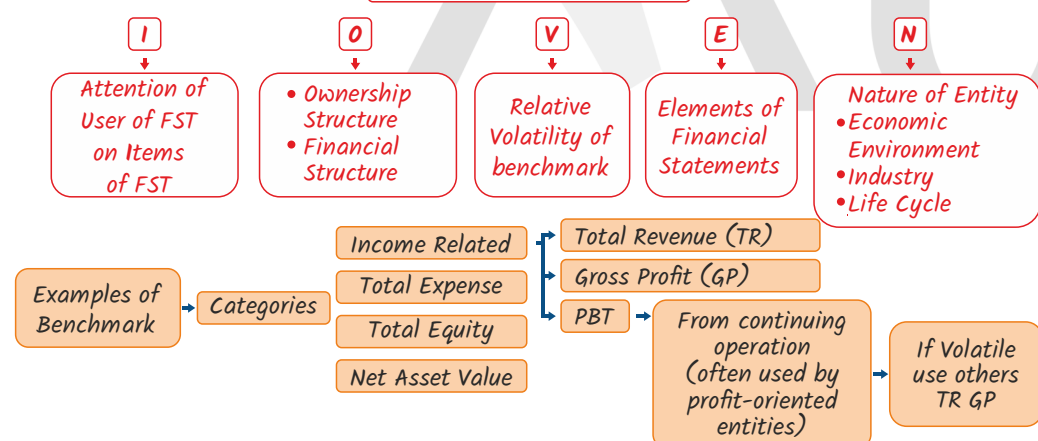 I
O
V
E
N
Attention of
User of FST
on Items
of FST
• Ownership
Structure
• Financial
Structure
Relative
Volatility of
benchmark
Elements of
Financial
Statements
Nature of Entity
• Economic
Environment
• Industry
• Life Cycle
Examples of
Benchmark
Categories
Income Related
Total Expense
Total Equity
Net Asset Value
Total Revenue (TR)
Gross Profit (GP)
PBT
From continuing
operation
(often used by
profit-oriented
entities)
If Volatile
use others
TR GP